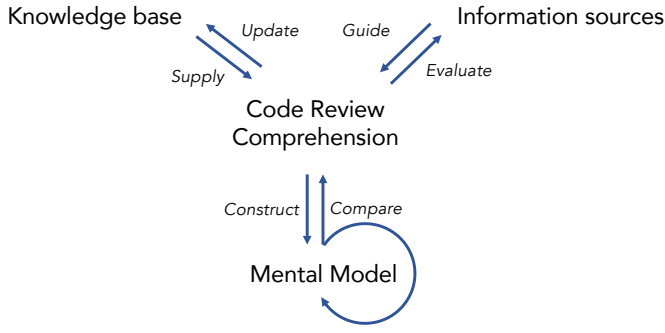 Knowledge base
Information sources
Update
Guide
Supply
Evaluate
Code Review
Comprehension
Construct
Compare
Mental Model